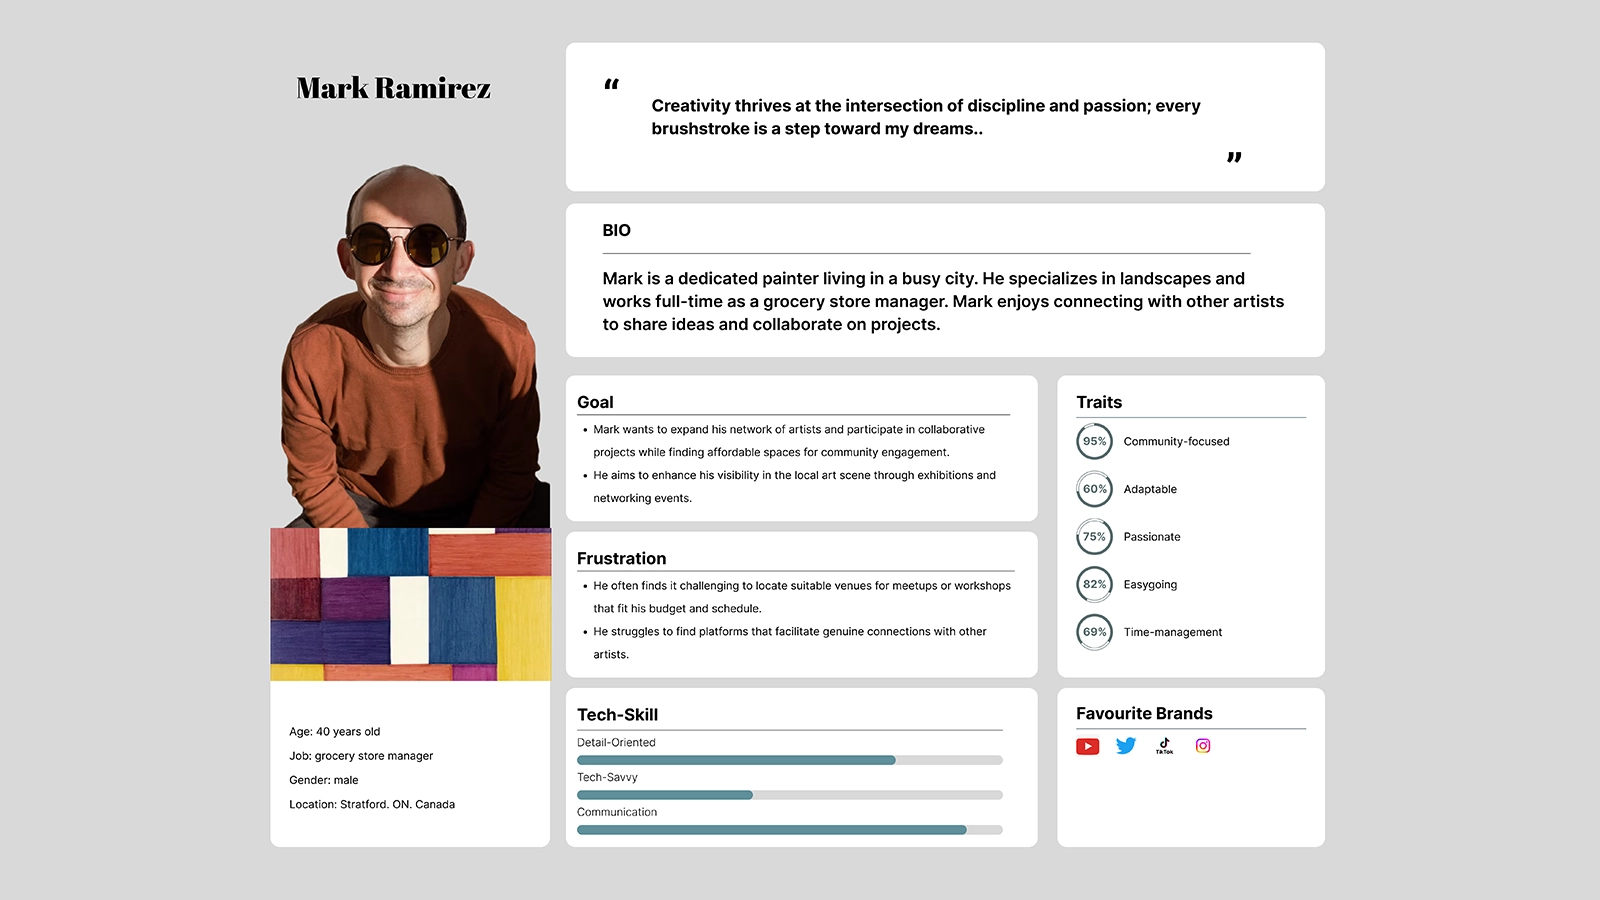 Mark Ramirez
“
Creativity thrives at the intersection of discipline and passion; every
brushstroke is a step toward my dreams..
”
BIO
Mark is a dedicated painter living in a busy city. He specializes in landscapes and
works full-time as a grocery store manager. Mark enjoys connecting with other artists
to share ideas and collaborate on projects.
Goal
• Mark wants to expand his network of artists and participate in collaborative
projects while finding affordable spaces for community engagement.
• He aims to enhance his visibility in the local art scene through exhibitions and
networking events.
Frustration
• He often finds it challenging to locate suitable venues for meetups or workshops
that fit his budget and schedule.
• He struggles to find platforms that facilitate genuine connections with other
artists.
Tech-Skill
Detail-Oriented
Tech-Savvy
Communication
Traits
95% Community-focused
60% Adaptable
75% Passionate
82% Easygoing
69% Time-management
Favourite Brands
TikTok
Age: 40 years old
Job: grocery store manager
Gender: male
Location: Stratford. ON. Canada